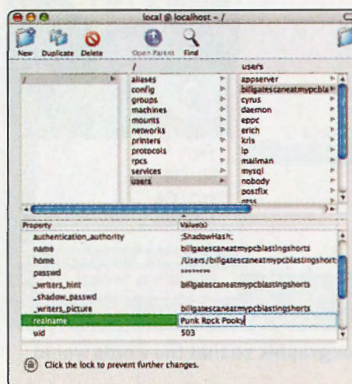 local @ localhost - /
New Duplicate Delete Open Parent Find
/ users
/ aliases appserver
config billgatescaneatmypcbla
groups cyrus
machines daemon
mounts eppc
networks erich
printers kris
protocols lp
rpcs mailman
services mysql
users nobody
postfix
Property Value(s)
authentication_authority ;ShadowHash;
name billgatescaneatmypcblastingshorts
home /Users/billgatescaneatmypcblastingshort
passwd ********
_writers_hint billgatescaneatmypcblastingshorts
_shadow_passwd
_writers_picture billgatescaneatmypcblastingshorts
realname Punk Rock Pooky
uid 503
Click the lock to prevent further changes.